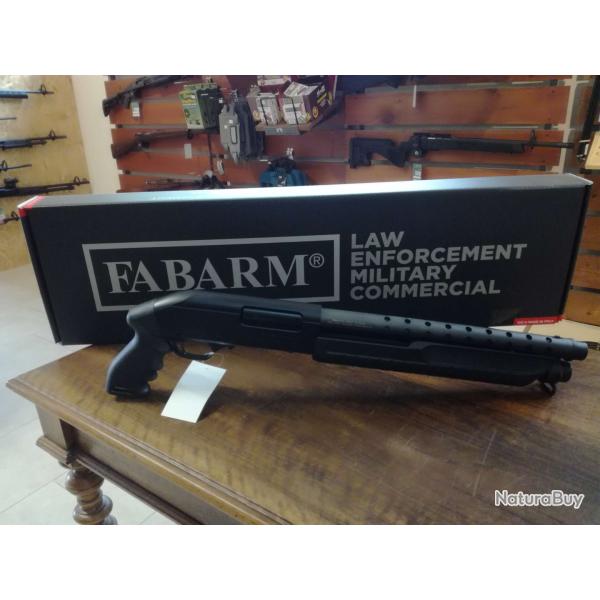 FABARM®
LAW
ENFORCEMENT
MILITARY
COMMERCIAL
NaturaBuy